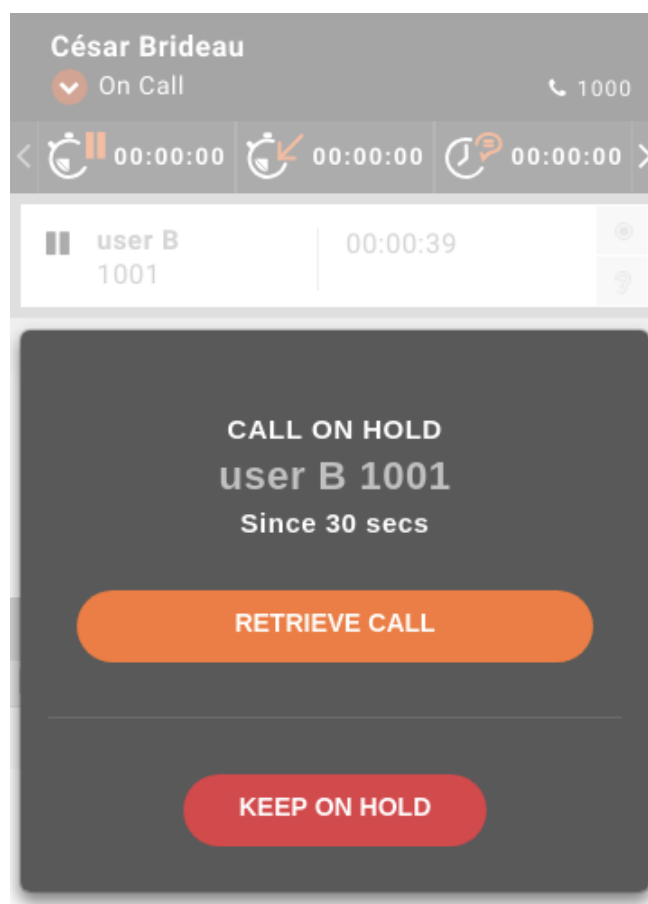 César Brideau
On Call
1000
00:00:00 00:00:00 00:00:00
user B 00:00:39
1001
CALL ON HOLD
user B 1001
Since 30 secs
RETRIEVE CALL
KEEP ON HOLD